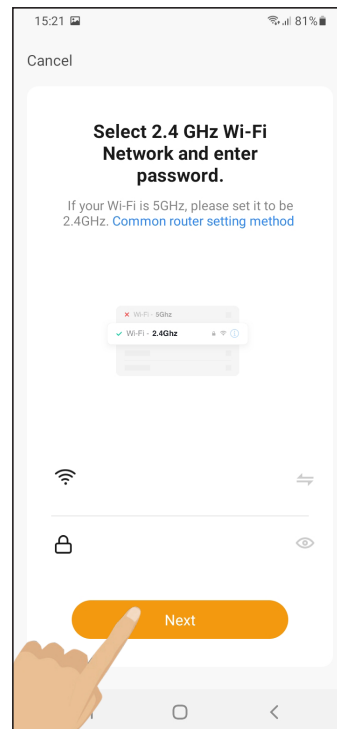 15:21 81%
Cancel
Select 2.4 GHz Wi-Fi
Network and enter
password.
If your Wi-Fi is 5GHz, please set it to be
2.4GHz. Common router setting method
Wi-Fi - 5Ghz
Wi-Fi - 2.4Ghz
Next